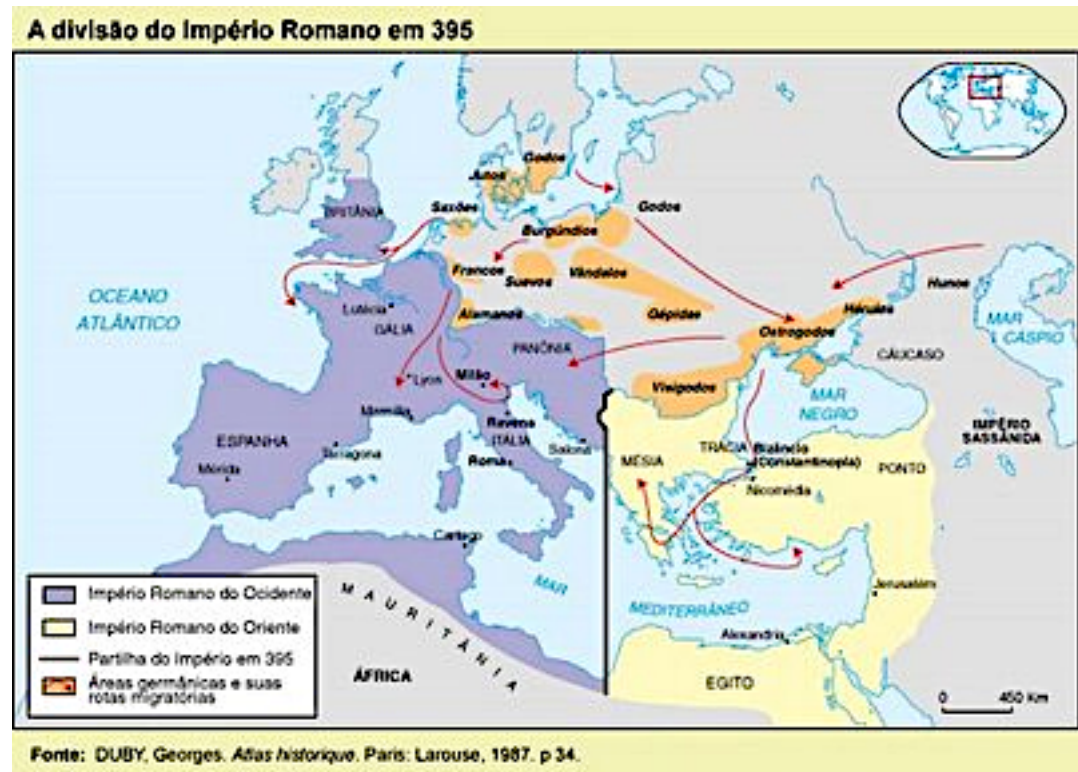 A divisão do Império Romano em 395
Godos
Jutos
Saxões
Godos
BRITÂNIA
Burgúndios
Francos
Suevos
Vândalos
Hunos
OCEANO
ATLÂNTICO
Lutécia
GÁLIA
Alamanos
Gépidas
Hérulos
Ostrogodos
MAR
CÁSPIO
PANÔNIA
CÁUCASO
Lyon
Milão
Visigodos
MAR
NEGRO
Ravena
ITÁLIA
IMPÉRIO
SASSÂNIDA
ESPANHA
Mérida
Tarragona
Roma
Salona
MÉSIA
TRÁCIA
Bizâncio
(Constantinopla)
PONTO
Nicomédia
Cartago
MAR
MEDITERRÂNEO
Jerusalém
Alexandria
MAURITÂNIA
ÁFRICA
EGITO
Império Romano do Ocidente
Império Romano do Oriente
Partilha do Império em 395
Áreas germânicas e suas
rotas migratórias
0 450 Km
Fonte: DUBY, Georges. Atlas historique. Paris: Larouse, 1987. p 34.